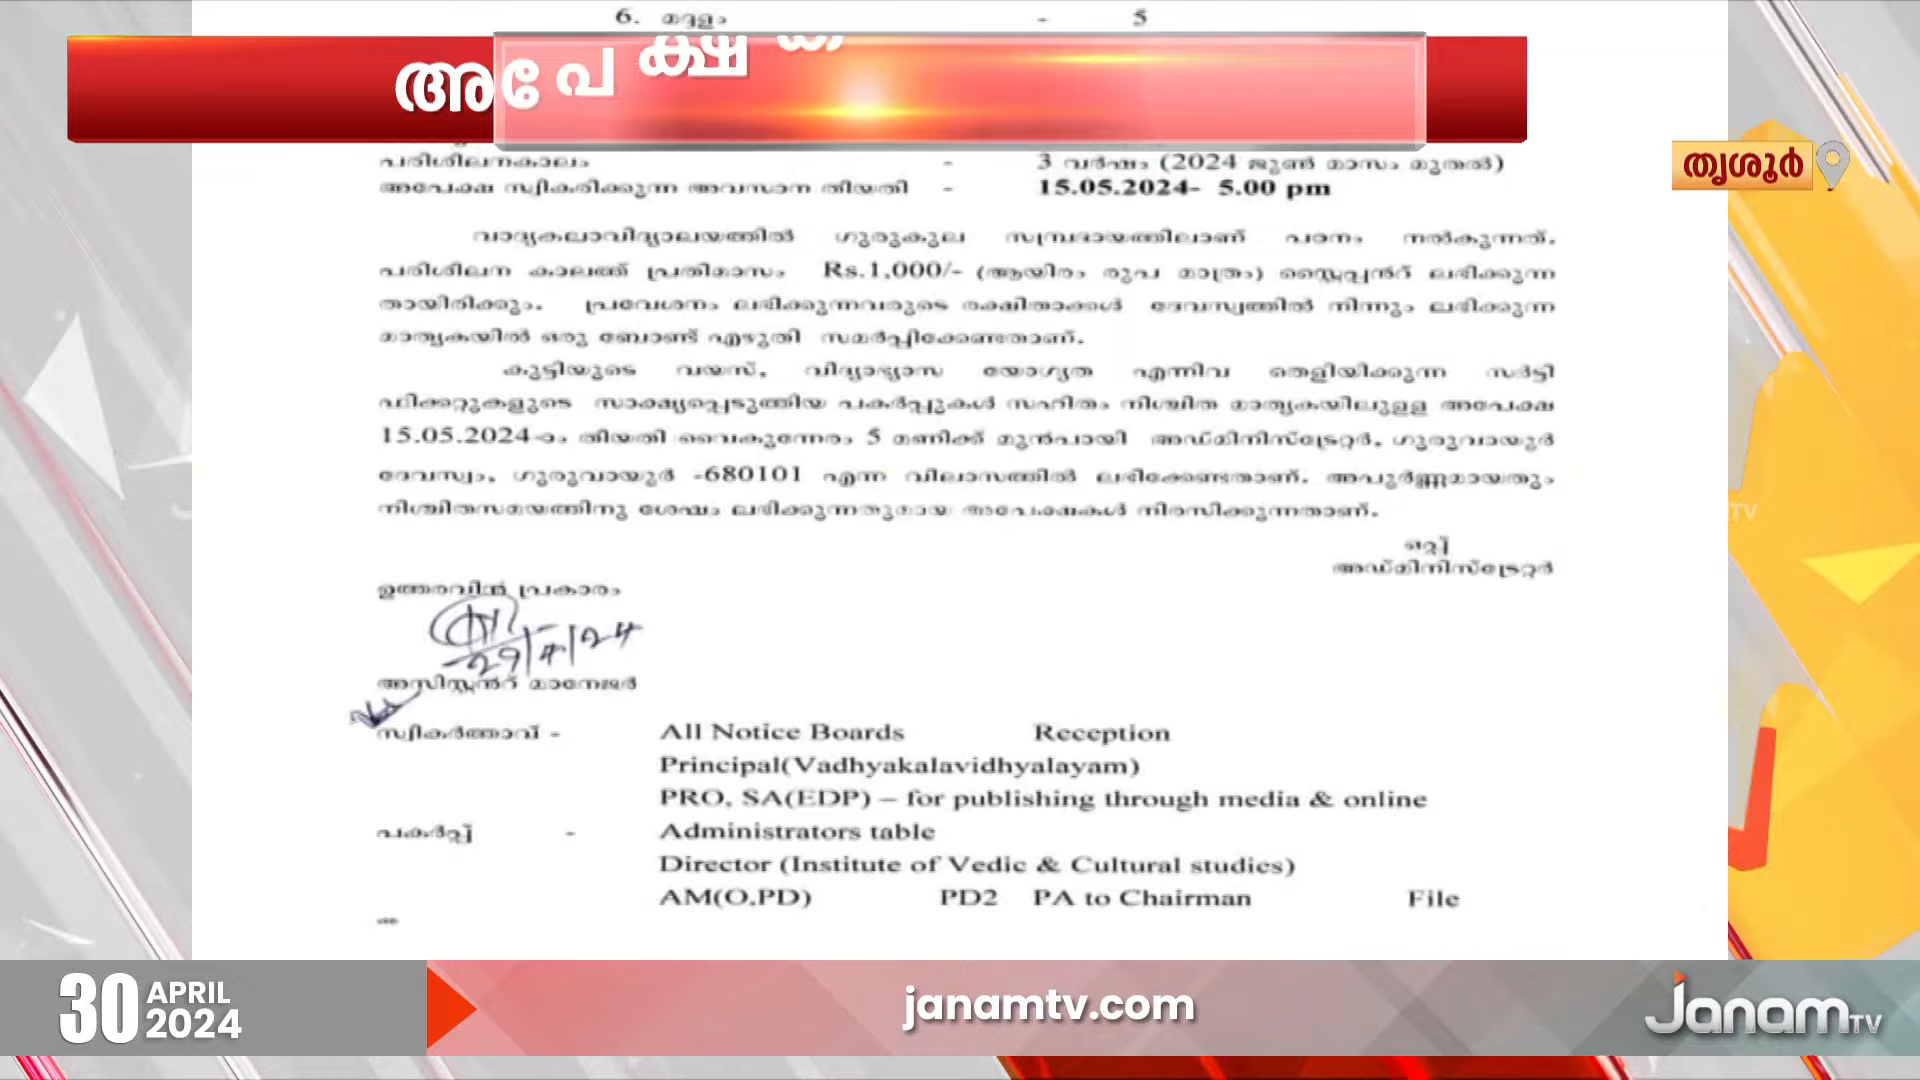 6. മദ്ദളം - 5
അപേക്ഷ
പരിശീലനകാലം - 3 വർഷം (2024 ജൂൺ മാസം മുതൽ)
അപേക്ഷ സ്വീകരിക്കുന്ന അവസാന തീയതി - 15.05.2024- 5.00 pm
തൃശൂർ
വാദ്യകലാവിദ്യാലയത്തിൽ ഗുരുകുല സമ്പ്രദായത്തിലാണ് പഠനം നൽകുന്നത്.
പരിശീലന കാലത്ത് പ്രതിമാസം Rs.1,000/- (ആയിരം രൂപ മാത്രം) സ്റ്റൈപ്പൻറ് ലഭിക്കുന്ന
തായിരിക്കും. പ്രവേശനം ലഭിക്കുന്നവരുടെ രക്ഷിതാക്കൾ ദേവസ്വത്തിൽ നിന്നും ലഭിക്കുന്ന
മാതൃകയിൽ ഒരു ബോണ്ട് എഴുതി സമർപ്പിക്കേണ്ടതാണ്.
കുട്ടിയുടെ വയസ്, വിദ്യാഭ്യാസ യോഗ്യത എന്നിവ തെളിയിക്കുന്ന സർട്ടി
ഫിക്കറ്റുകളുടെ സാക്ഷ്യപ്പെടുത്തിയ പകർപ്പുകൾ സഹിതം നിശ്ചിത മാതൃകയിലുള്ള അപേക്ഷ
15.05.2024-ാം തീയതി വൈകുന്നേരം 5 മണിക്ക് മുൻപായി അഡ്മിനിസ്ട്രേറ്റർ, ഗുരുവായൂർ
ദേവസ്വം, ഗുരുവായൂർ -680101 എന്ന വിലാസത്തിൽ ലഭിക്കേണ്ടതാണ്. അപൂർണ്ണമായതും
നിശ്ചിതസമയത്തിനു ശേഷം ലഭിക്കുന്നതുമായ അപേക്ഷകൾ നിരസിക്കുന്നതാണ്.
ഒപ്പ്
അഡ്മിനിസ്ട്രേറ്റർ
ഉത്തരവിൻ പ്രകാരം
29/4/24
അസിസ്റ്റൻറ് മാനേജർ
സ്വീകർത്താവ് - All Notice Boards Reception
Principal(Vadhyakalavidhyalayam)
PRO, SA(EDP) – for publishing through media & online
പകർപ്പ് - Administrators table
Director (Institute of Vedic & Cultural studies)
AM(O,PD) PD2 PA to Chairman File
30 APRIL 2024
janamtv.com
Janam TV